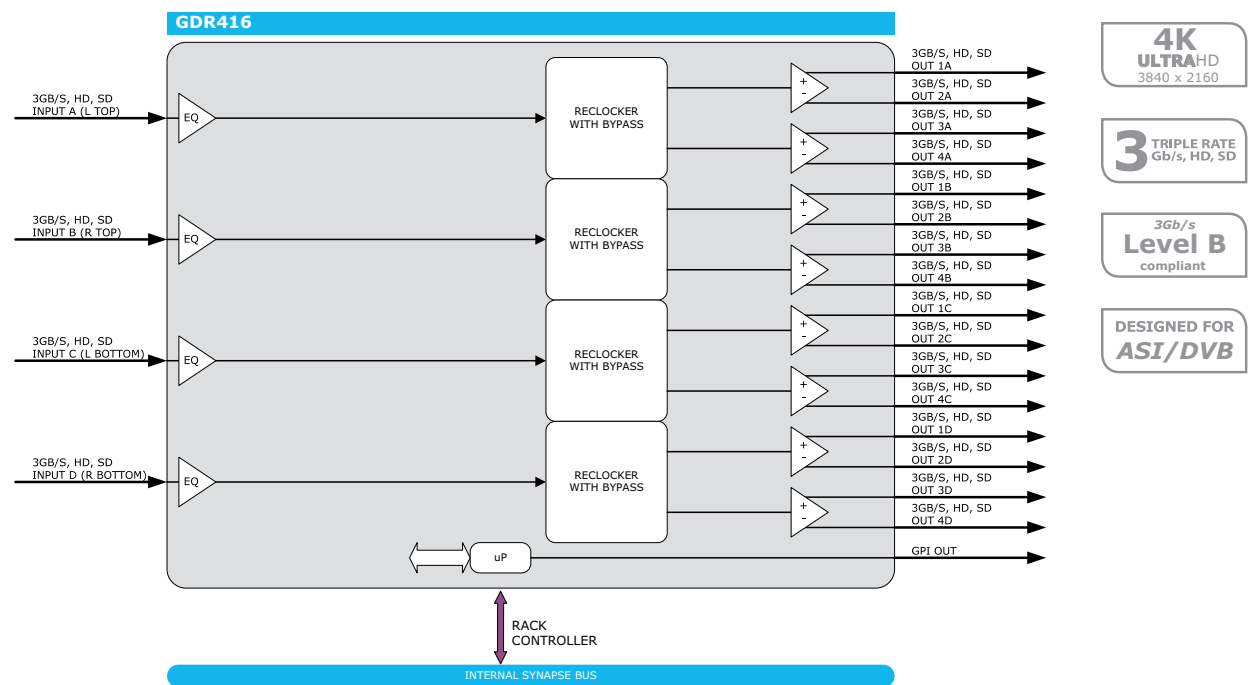 GDR416
3GB/S, HD, SD
INPUT A (L TOP)
EQ
RECLOCKER
WITH BYPASS
+
-
3GB/S, HD, SD
OUT 1A
3GB/S, HD, SD
OUT 2A
+
-
3GB/S, HD, SD
OUT 3A
3GB/S, HD, SD
OUT 4A
3GB/S, HD, SD
INPUT B (R TOP)
EQ
RECLOCKER
WITH BYPASS
+
-
3GB/S, HD, SD
OUT 1B
3GB/S, HD, SD
OUT 2B
+
-
3GB/S, HD, SD
OUT 3B
3GB/S, HD, SD
OUT 4B
3GB/S, HD, SD
INPUT C (L BOTTOM)
EQ
RECLOCKER
WITH BYPASS
+
-
3GB/S, HD, SD
OUT 1C
3GB/S, HD, SD
OUT 2C
+
-
3GB/S, HD, SD
OUT 3C
3GB/S, HD, SD
OUT 4C
3GB/S, HD, SD
INPUT D (R BOTTOM)
EQ
RECLOCKER
WITH BYPASS
+
-
3GB/S, HD, SD
OUT 1D
3GB/S, HD, SD
OUT 2D
+
-
3GB/S, HD, SD
OUT 3D
3GB/S, HD, SD
OUT 4D
uP
GPI OUT
RACK
CONTROLLER
INTERNAL SYNAPSE BUS
4K
ULTRAHD
3840 x 2160
3 TRIPLE RATE
Gb/s, HD, SD
3Gb/s
Level B
compliant
DESIGNED FOR
ASI/DVB